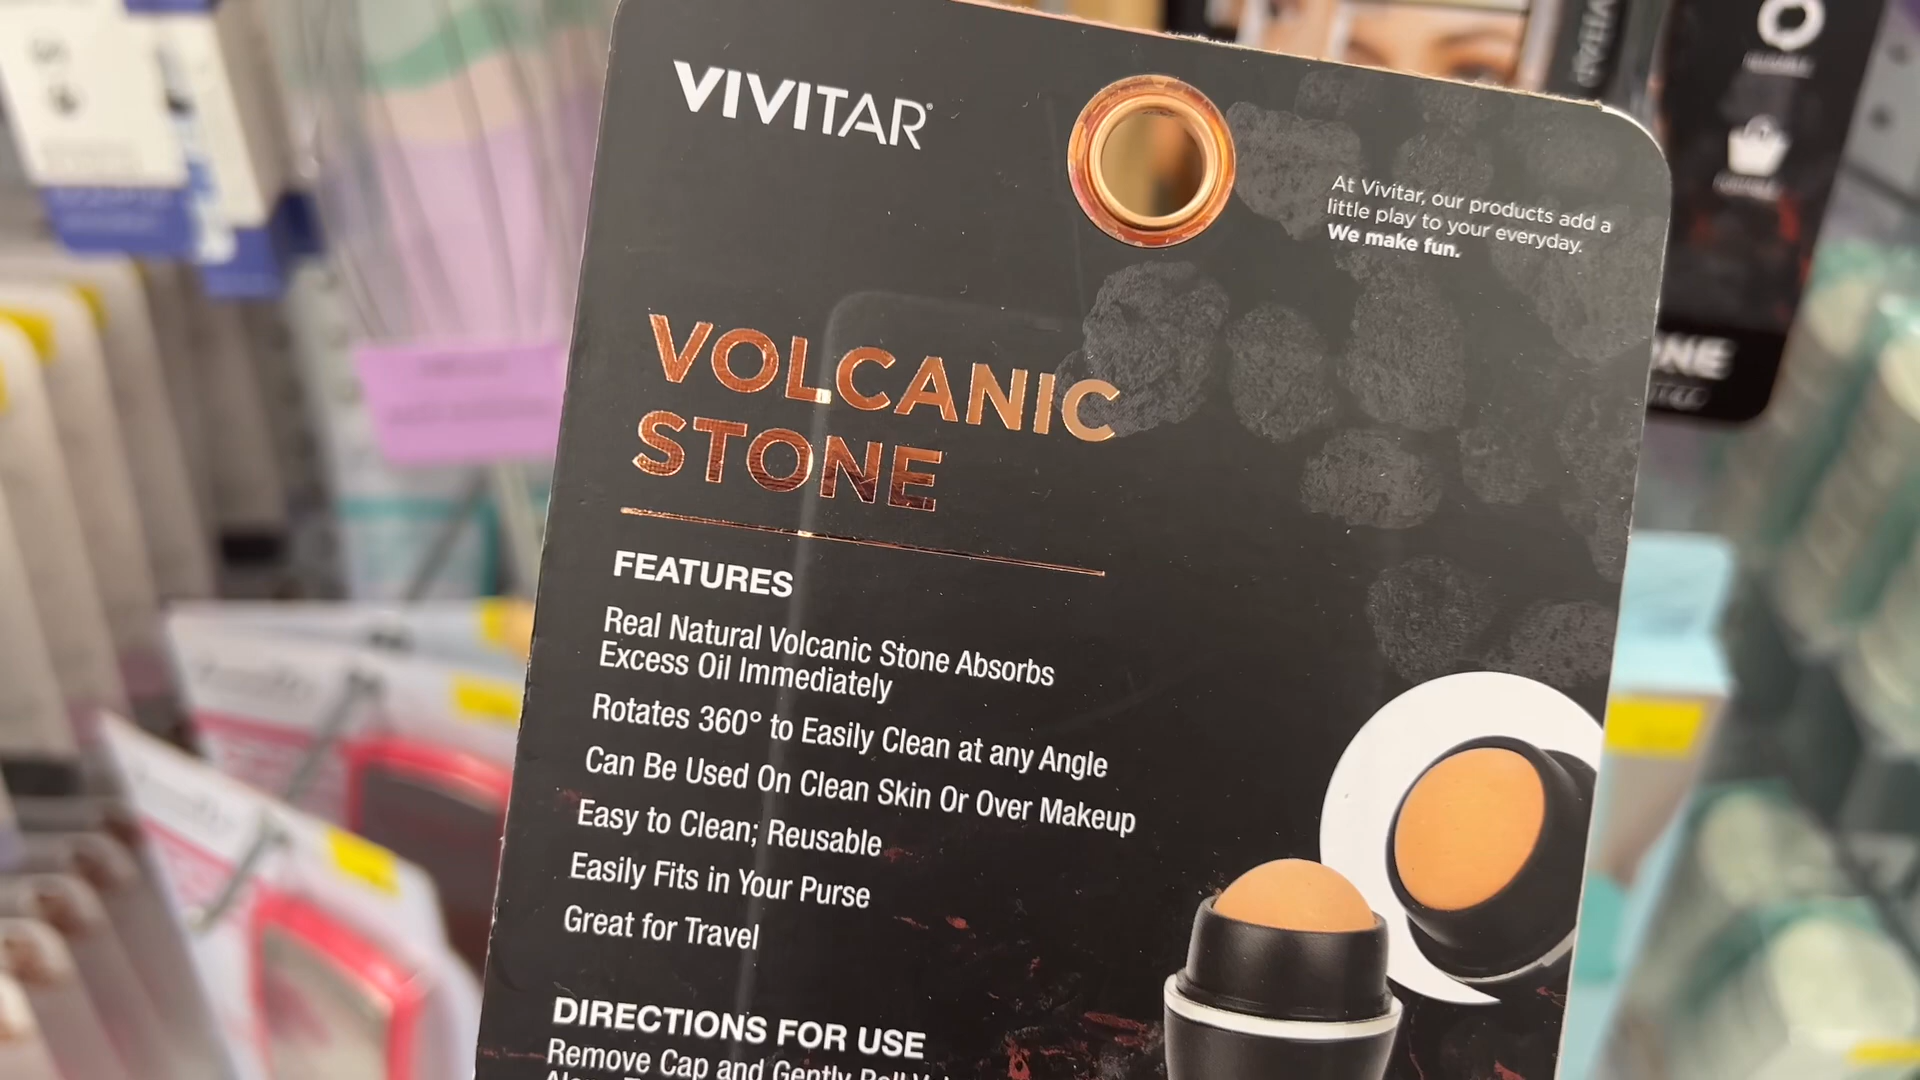 VIVITAR
At Vivitar, our products add a
little play to your everyday.
We make fun.
VOLCANIC
STONE
FEATURES
Real Natural Volcanic Stone Absorbs
Excess Oil Immediately
Rotates 360° to Easily Clean at any Angle
Can Be Used On Clean Skin Or Over Makeup
Easy to Clean; Reusable
Easily Fits in Your Purse
Great for Travel
DIRECTIONS FOR USE
Remove Cap and Gently Roll